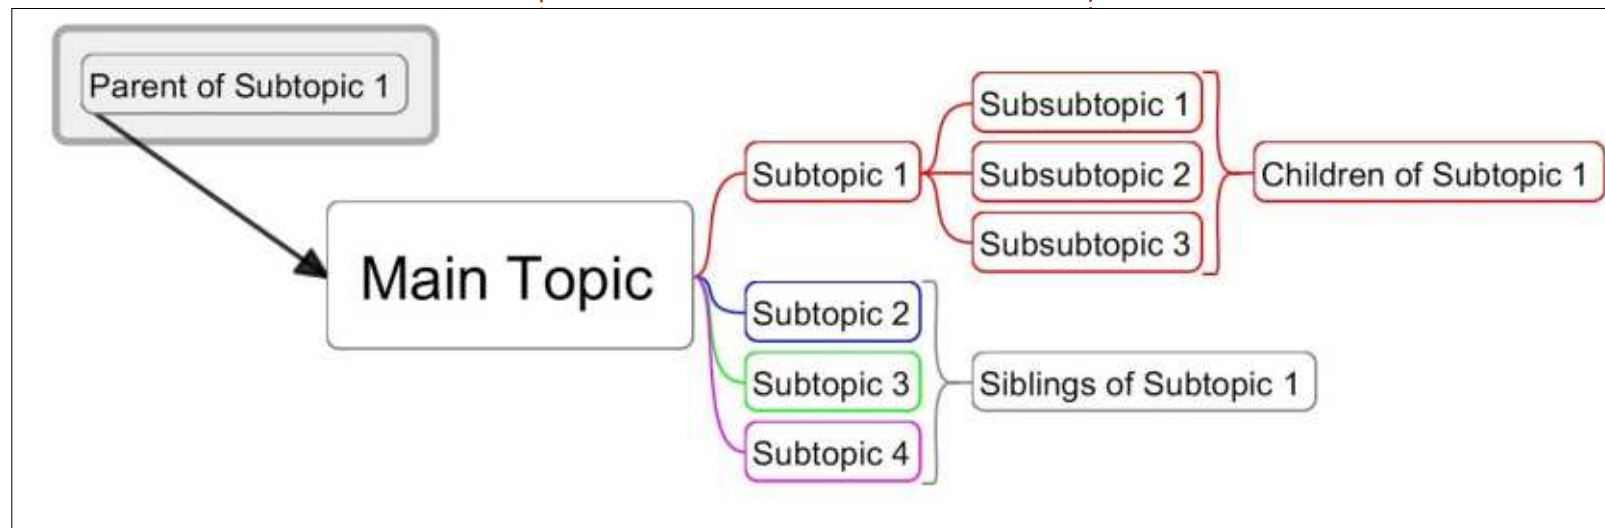 Parent of Subtopic 1
Main Topic
Subtopic 1
Subsubtopic 1
Subsubtopic 2
Subsubtopic 3
Children of Subtopic 1
Subtopic 2
Subtopic 3
Subtopic 4
Siblings of Subtopic 1